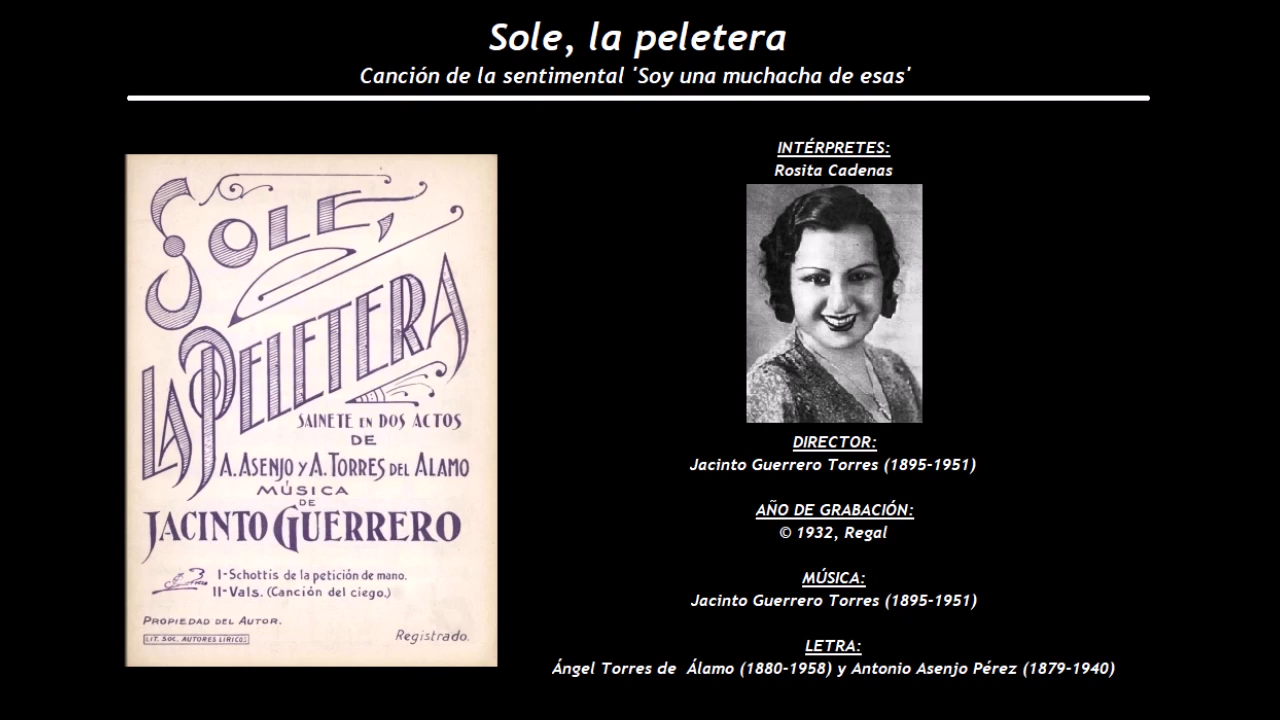 Sole, la peletera
Canción de la sentimental 'Soy una muchacha de esas'
SOLE,
LA PELETERA
SAINETE EN DOS ACTOS
DE
A. ASENJO Y A. TORRES DEL ALAMO
MÚSICA
DE
JACINTO GUERRERO
I-Schottis de la petición de mano.
II-Vals. (Canción del ciego.)
PROPIEDAD DEL AUTOR.
LIT. SOC. AUTORES LIRICOS
Registrado.
INTÉRPRETES:
Rosita Cadenas
DIRECTOR:
Jacinto Guerrero Torres (1895-1951)
AÑO DE GRABACIÓN:
© 1932, Regal
MÚSICA:
Jacinto Guerrero Torres (1895-1951)
LETRA:
Ángel Torres de  Álamo (1880-1958) y Antonio Asenjo Pérez (1879-1940)